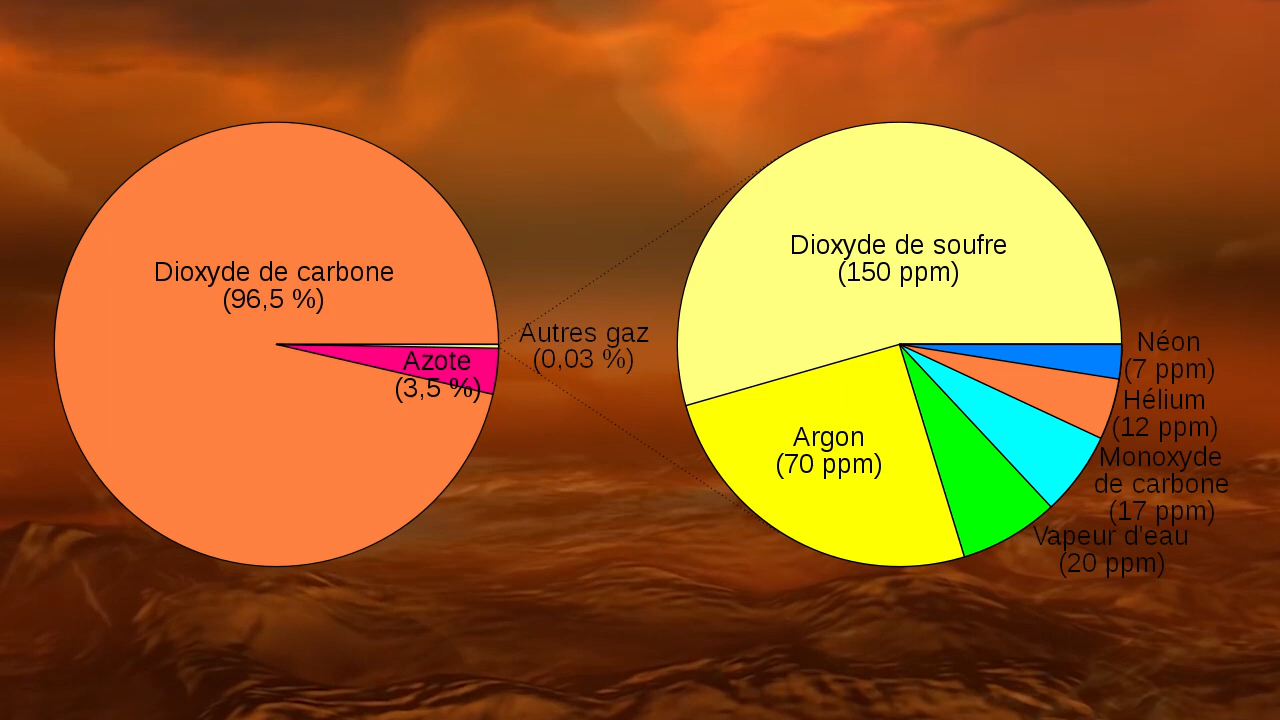 Dioxyde de carbone
(96,5 %)
Azote
(3,5 %)
Autres gaz
(0,03 %)
Dioxyde de soufre
(150 ppm)
Argon
(70 ppm)
Néon
(7 ppm)
Hélium
(12 ppm)
Monoxyde
de carbone
(17 ppm)
Vapeur d'eau
(20 ppm)